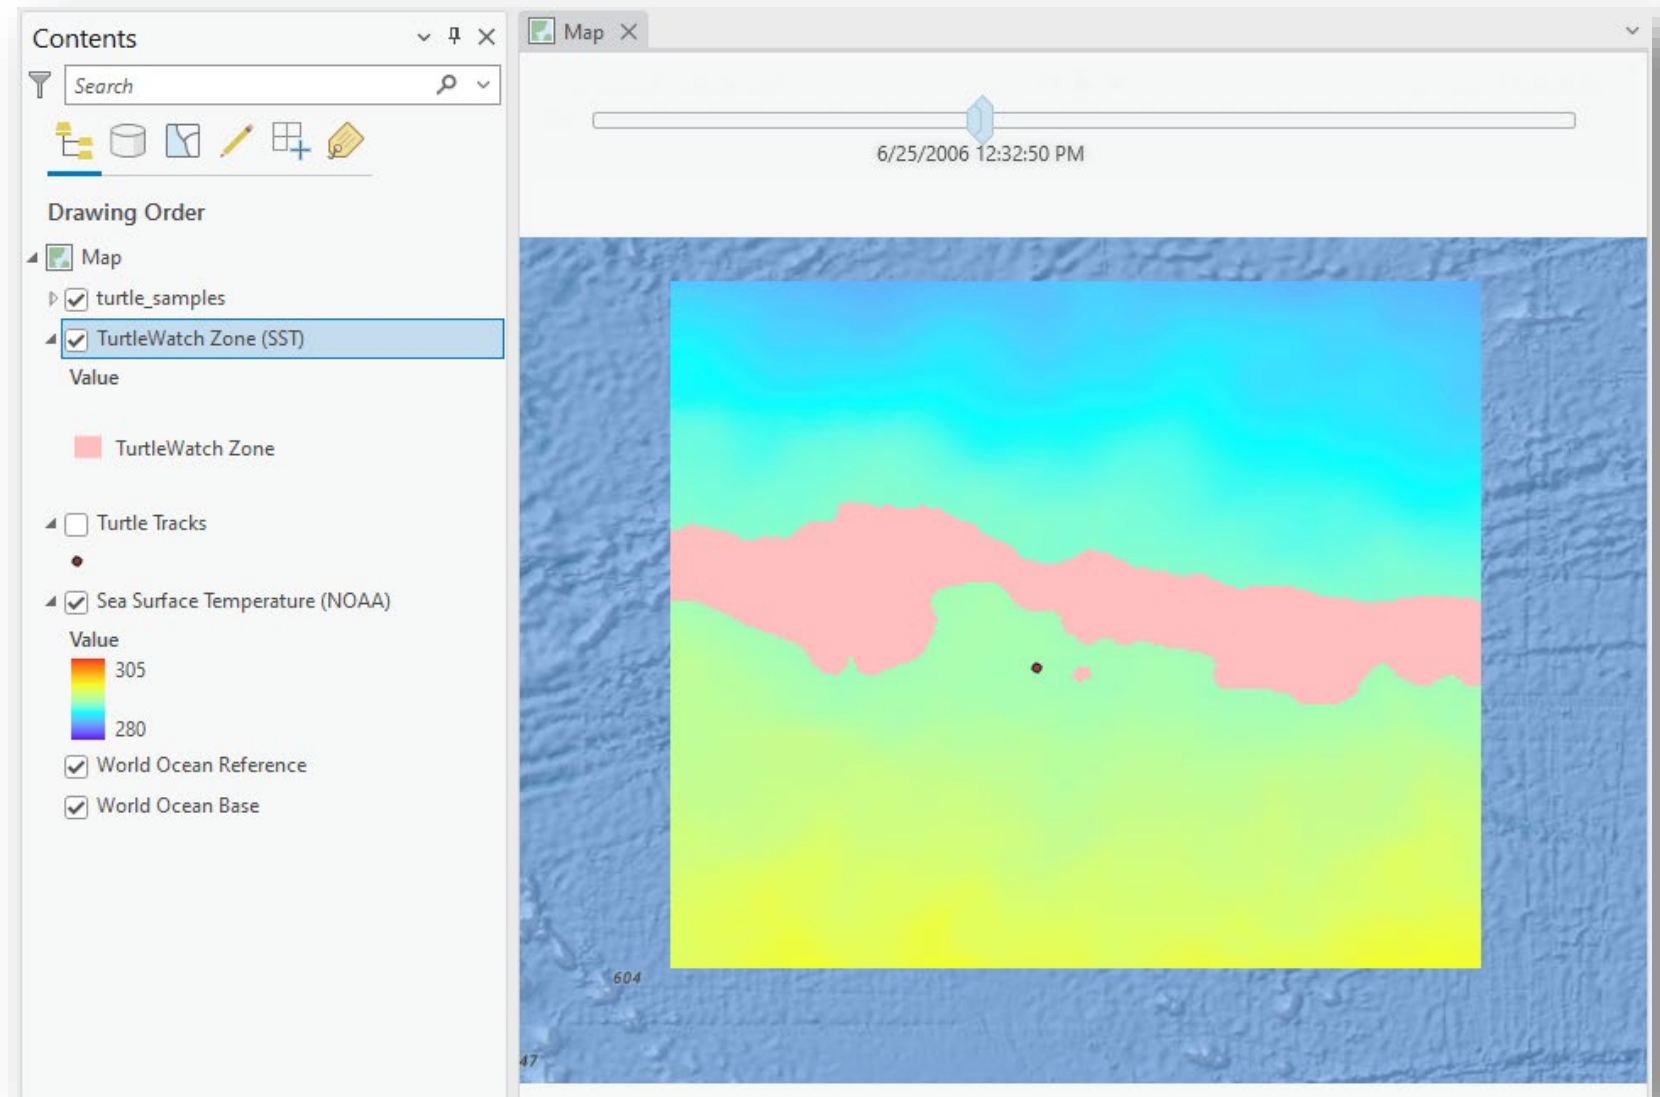 Contents
Search
Drawing Order
Map
turtle_samples
TurtleWatch Zone (SST)
Value
TurtleWatch Zone
Turtle Tracks
Sea Surface Temperature (NOAA)
Value
305
280
World Ocean Reference
World Ocean Base
Map
6/25/2006 12:32:50 PM
604
47